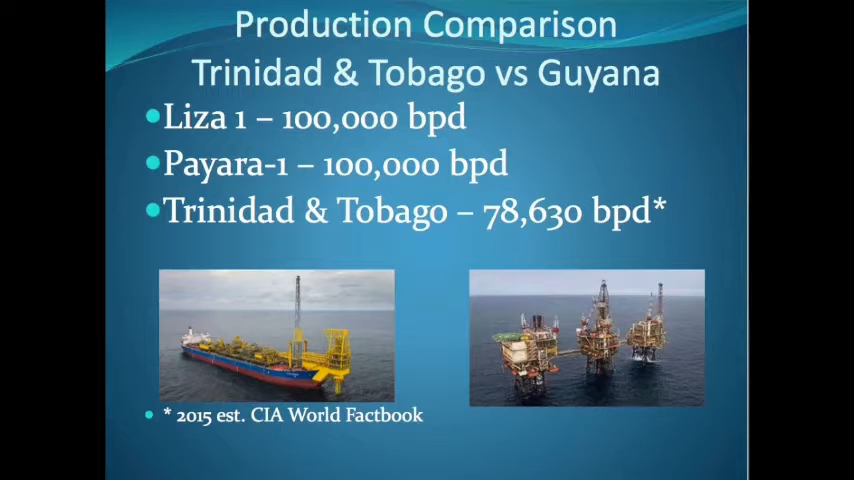 Production Comparison
Trinidad & Tobago vs Guyana
•Liza 1 – 100,000 bpd
•Payara-1 – 100,000 bpd
•Trinidad & Tobago – 78,630 bpd*
• * 2015 est. CIA World Factbook